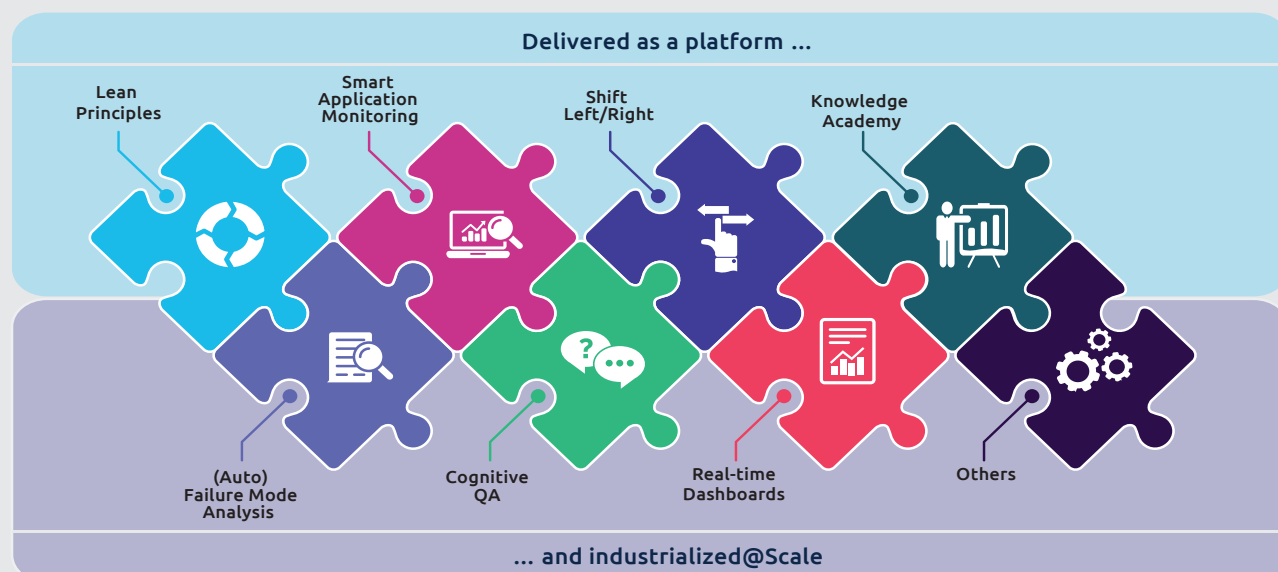 Delivered as a platform ...
Lean
Principles
Smart
Application
Monitoring
Shift
Left/Right
Knowledge
Academy
?
(Auto)
Failure Mode
Analysis
Cognitive
QA
Real-time
Dashboards
Others
... and industrialized@Scale